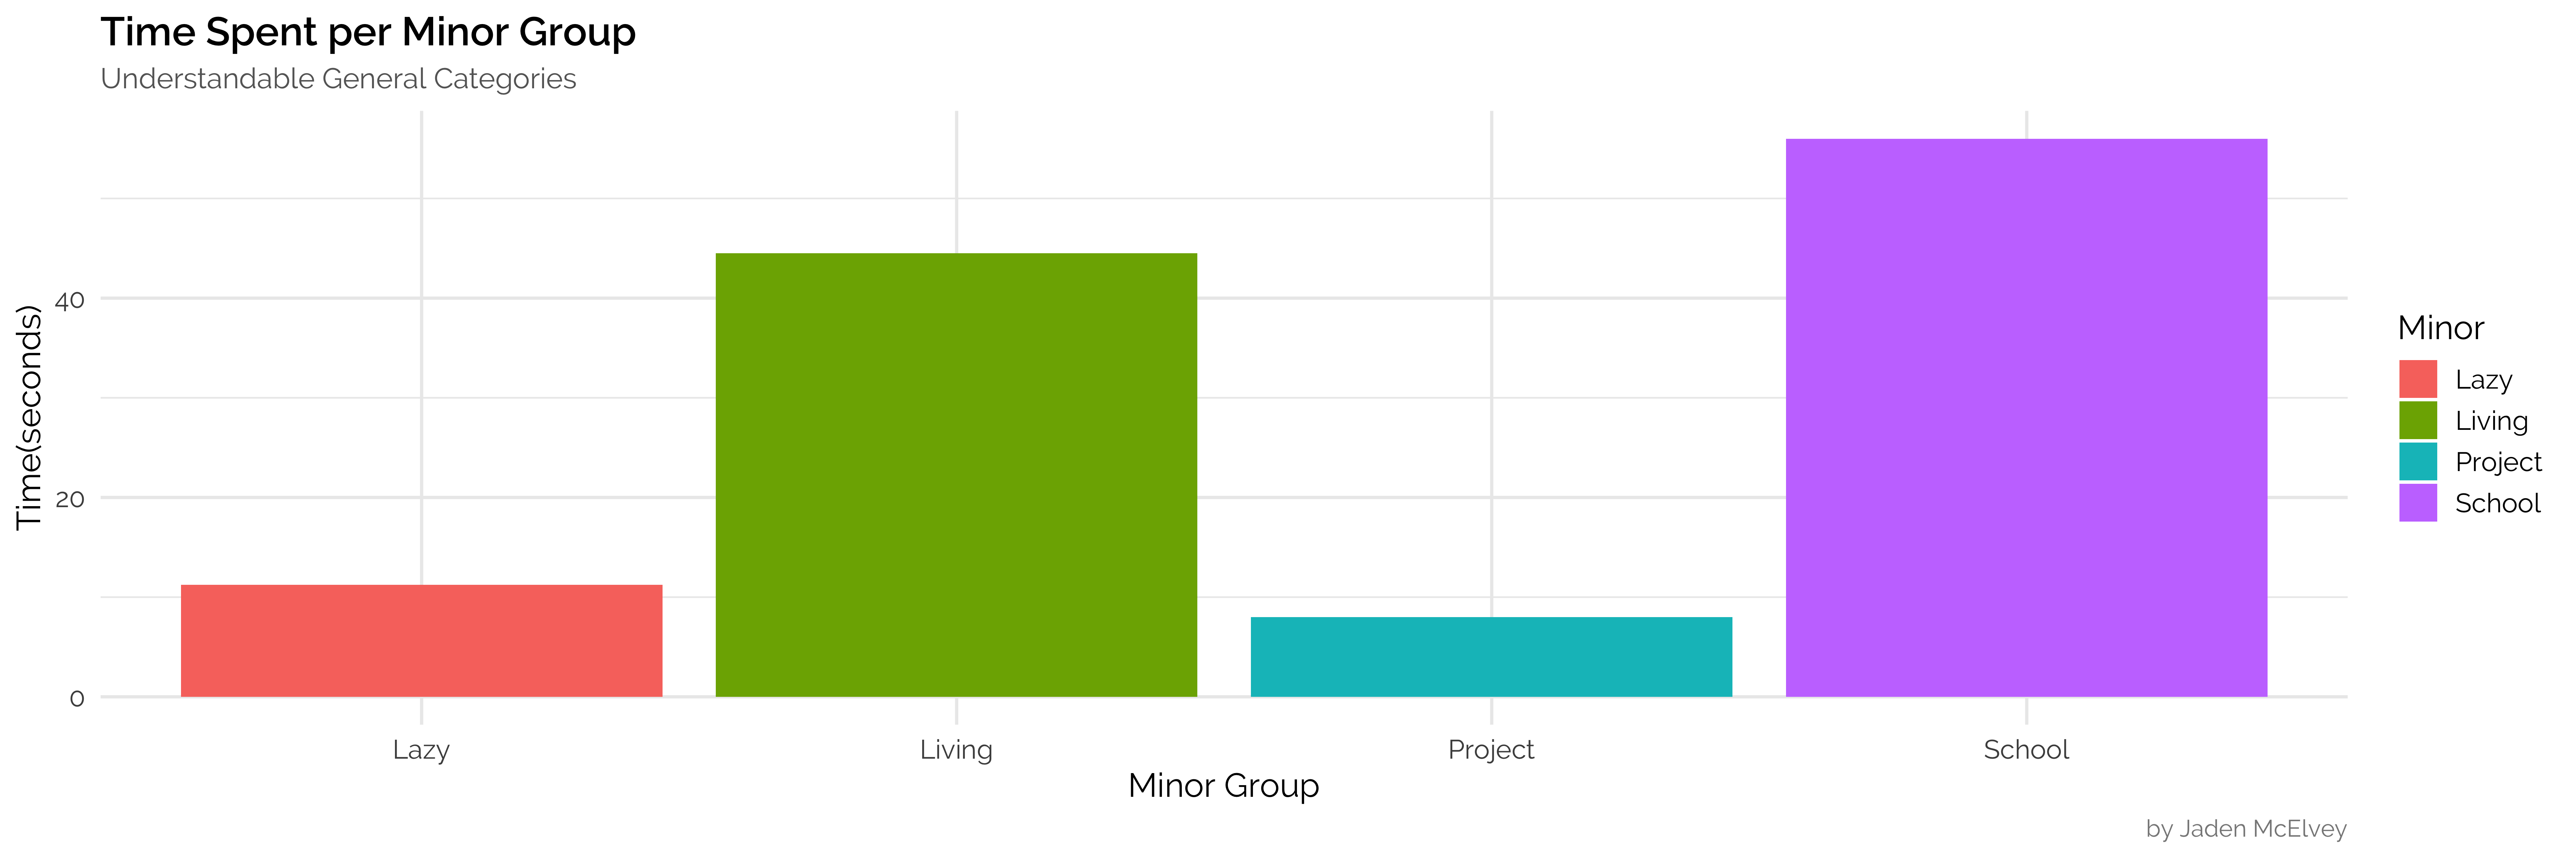 Time Spent per Minor Group
Understandable General Categories
Time(seconds)
40
20
0
Lazy
Living
Project
School
Minor Group
Minor
Lazy
Living
Project
School
by Jaden McElvey